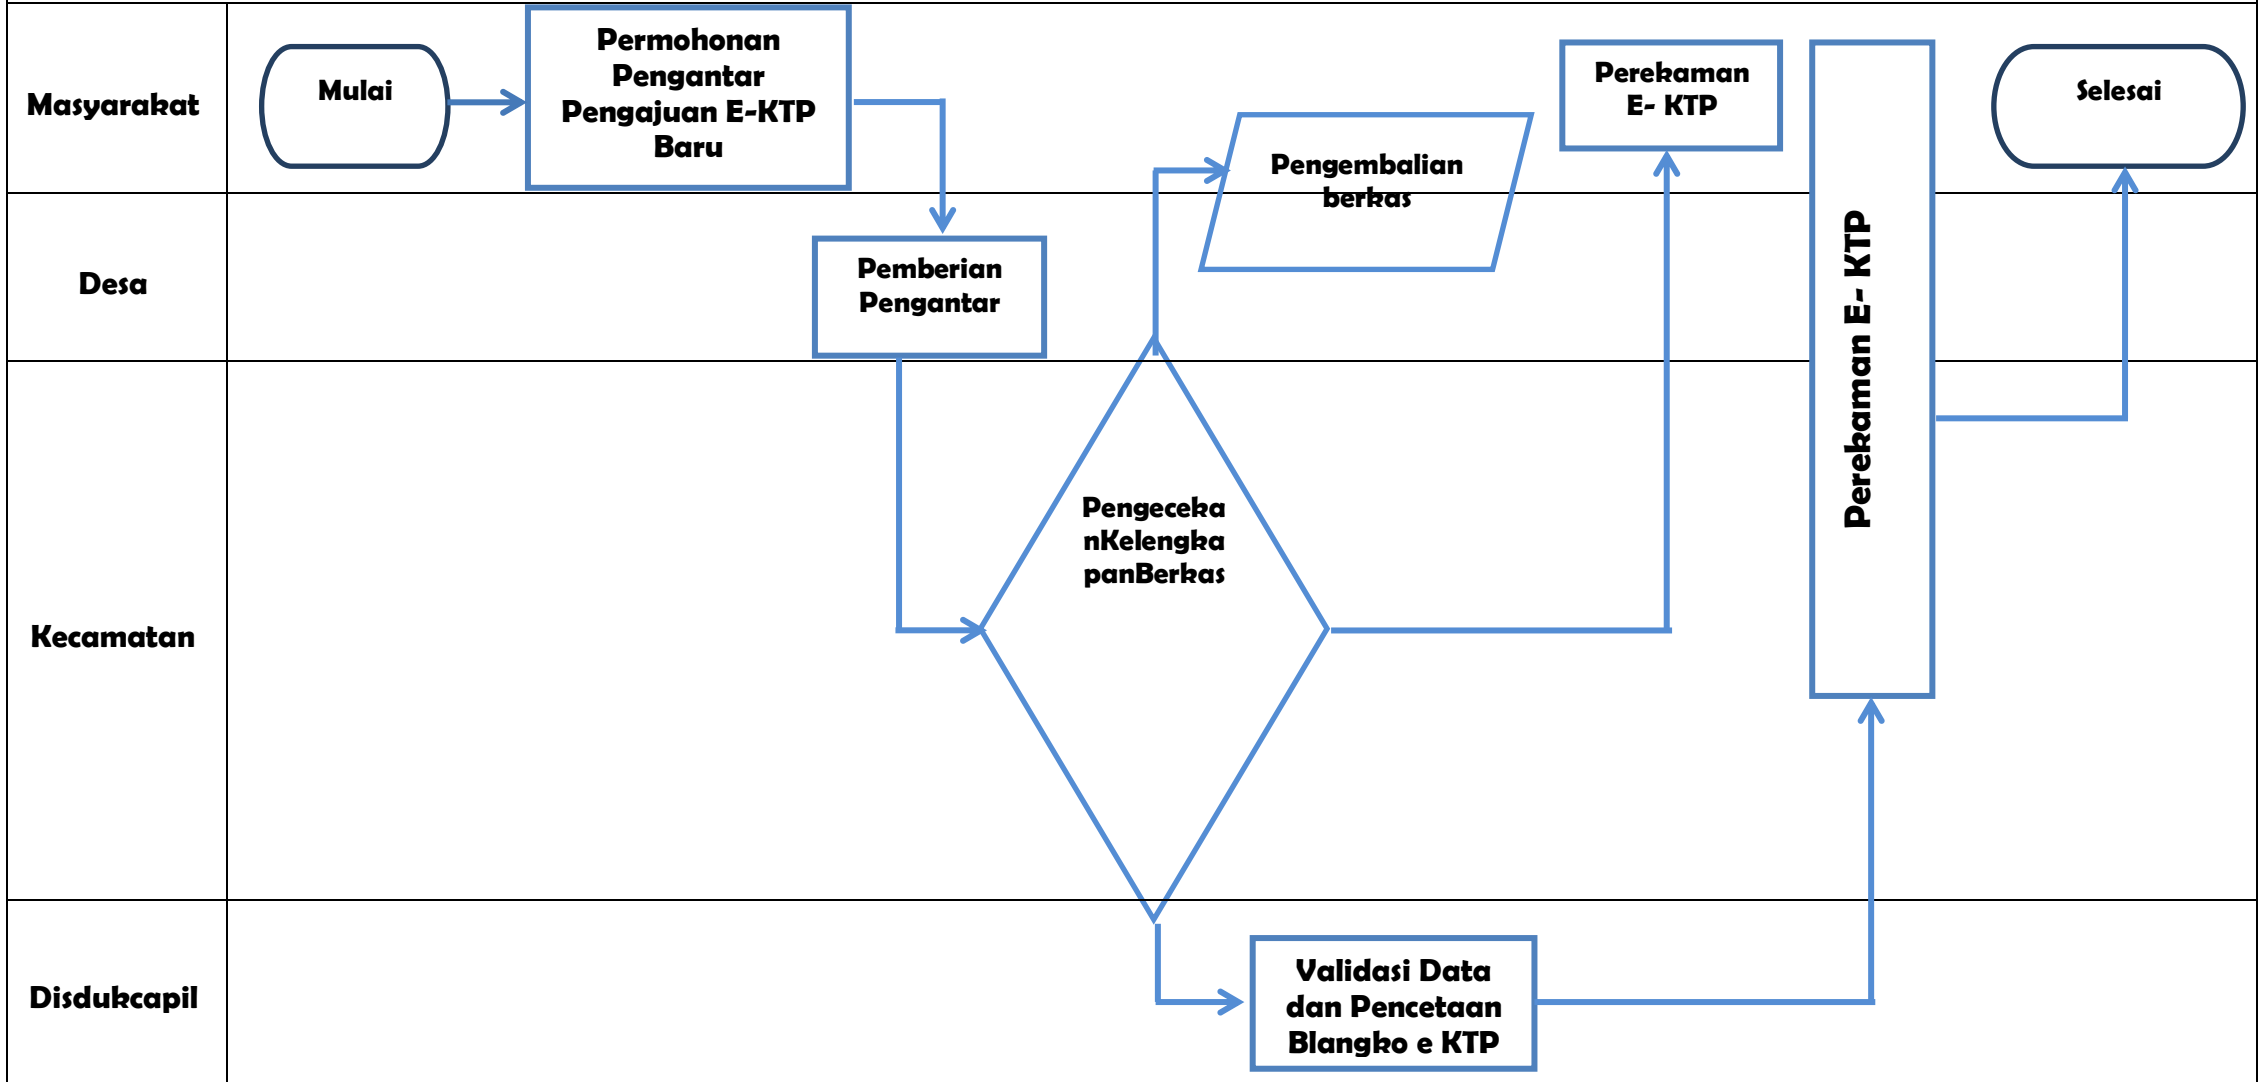 Masyarakat
Mulai
Permohonan
Pengantar
Pengajuan E-KTP
Baru
Pengembalian
berkas
Perekaman
E- KTP
Perekaman E- KTP
Selesai
Desa
Pemberian
Pengantar
Kecamatan
Pengeceka
nKelengka
panBerkas
Disdukcapil
Validasi Data
dan Pencetaan
Blangko e KTP